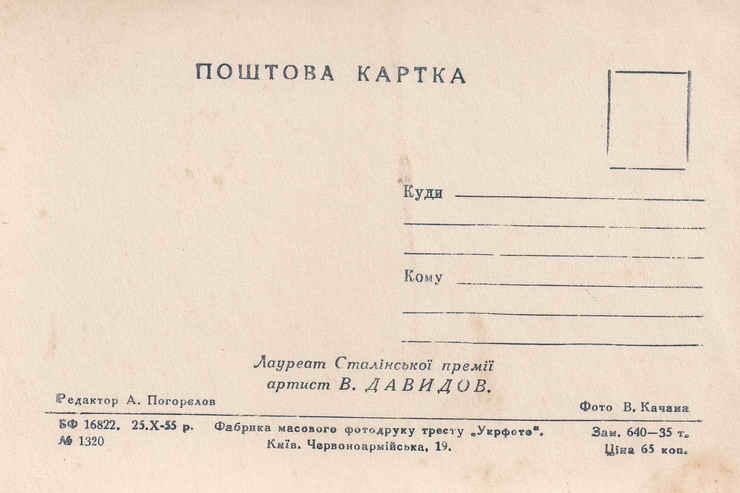 ПОШТОВА КАРТКА
Куди
Кому
Лауреат Сталінської премії
артист В. ДАВИДОВ.
Редактор А. Погорєлов
Фото В. Качана
БФ 16822. 25.X-55 р. Фабрика масового фотодруку тресту „Укрфото“. Зам. 640—35 т.
№ 1320 Київ. Червоноармійська, 19. Ціна 65 коп.